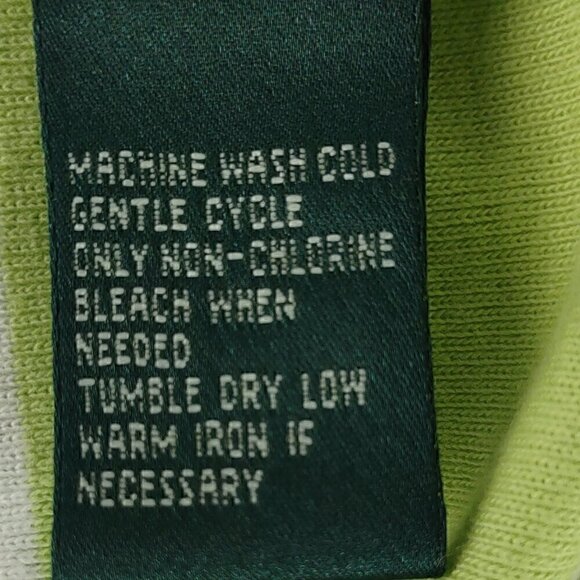 MACHINE WASH COLD
GENTLE CYCLE
ONLY NON-CHLORINE
BLEACH WHEN
NEEDED
TUMBLE DRY LOW
WARM IRON IF
NECESSARY